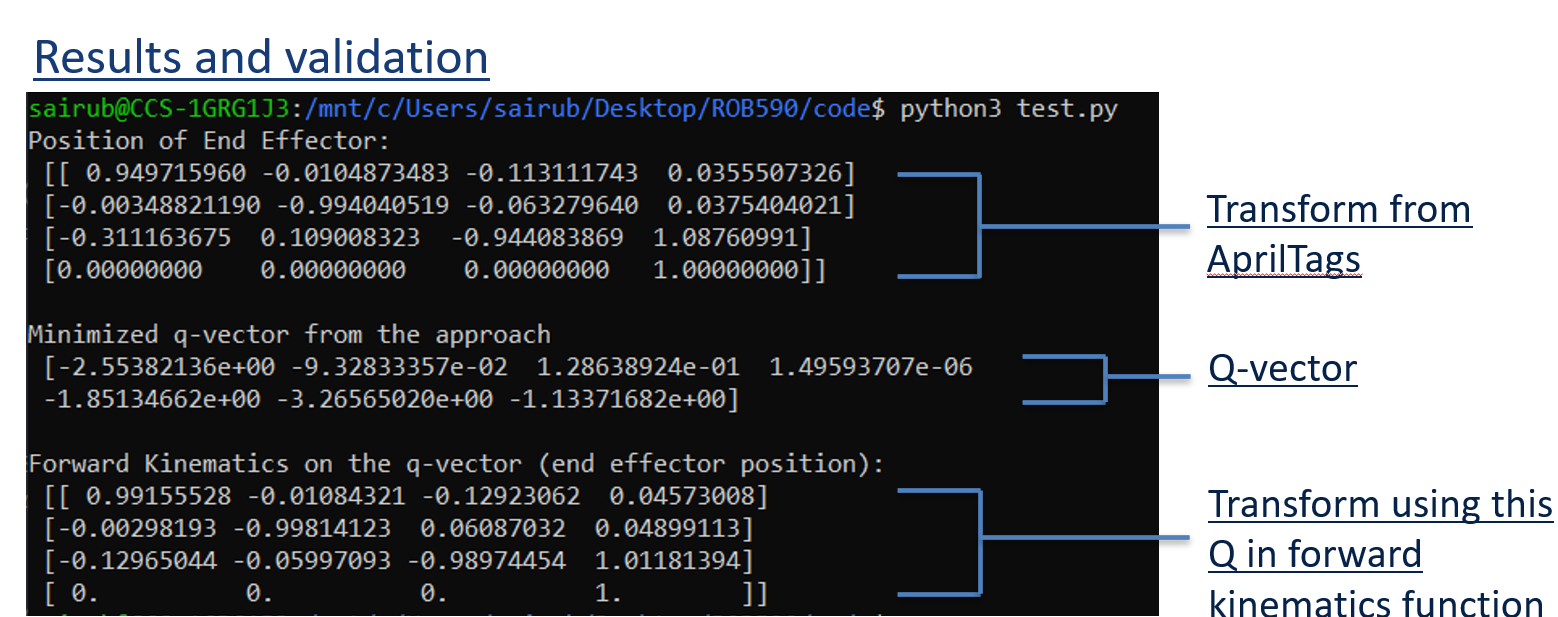 Results and validation
sairub@CCS-1GRG1J3:/mnt/c/Users/sairub/Desktop/ROB590/code$ python3 test.py
Position of End Effector:
[[ 0.949715960 -0.0104873483 -0.113111743 0.0355507326]
[-0.00348821190 -0.994040519 -0.063279640 0.0375404021]
[-0.311163675 0.109008323 -0.944083869 1.08760991]
[0.00000000 0.00000000 0.00000000 1.00000000]]
Transform from
AprilTags
Minimized q-vector from the approach
[-2.55382136e+00 -9.32833357e-02 1.28638924e-01 1.49593707e-06
-1.85134662e+00 -3.26565020e+00 -1.13371682e+00]
Q-vector
Forward Kinematics on the q-vector (end effector position):
[[ 0.99155528 -0.01084321 -0.12923062 0.04573008]
[-0.00298193 -0.99814123 0.06087032 0.04899113]
[-0.12965044 -0.05997093 -0.98974454 1.01181394]
[ 0. 0. 0. 1. ]]
Transform using this
Q in forward
kinematics function